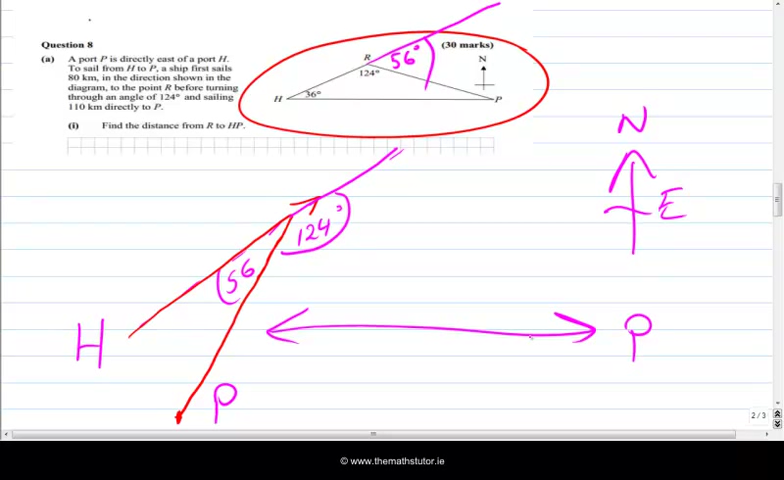 Question 8
(30 marks)
(a) A port P is directly east of a port H.
To sail from H to P, a ship first sails
80 km, in the direction shown in the
diagram, to the point R before turning
through an angle of 124° and sailing
110 km directly to P.
R
56°
124°
N
H
36°
P
(i) Find the distance from R to HP.
N
E
124°
56
H
P
P
2 / 3
© www.themathstutor.ie